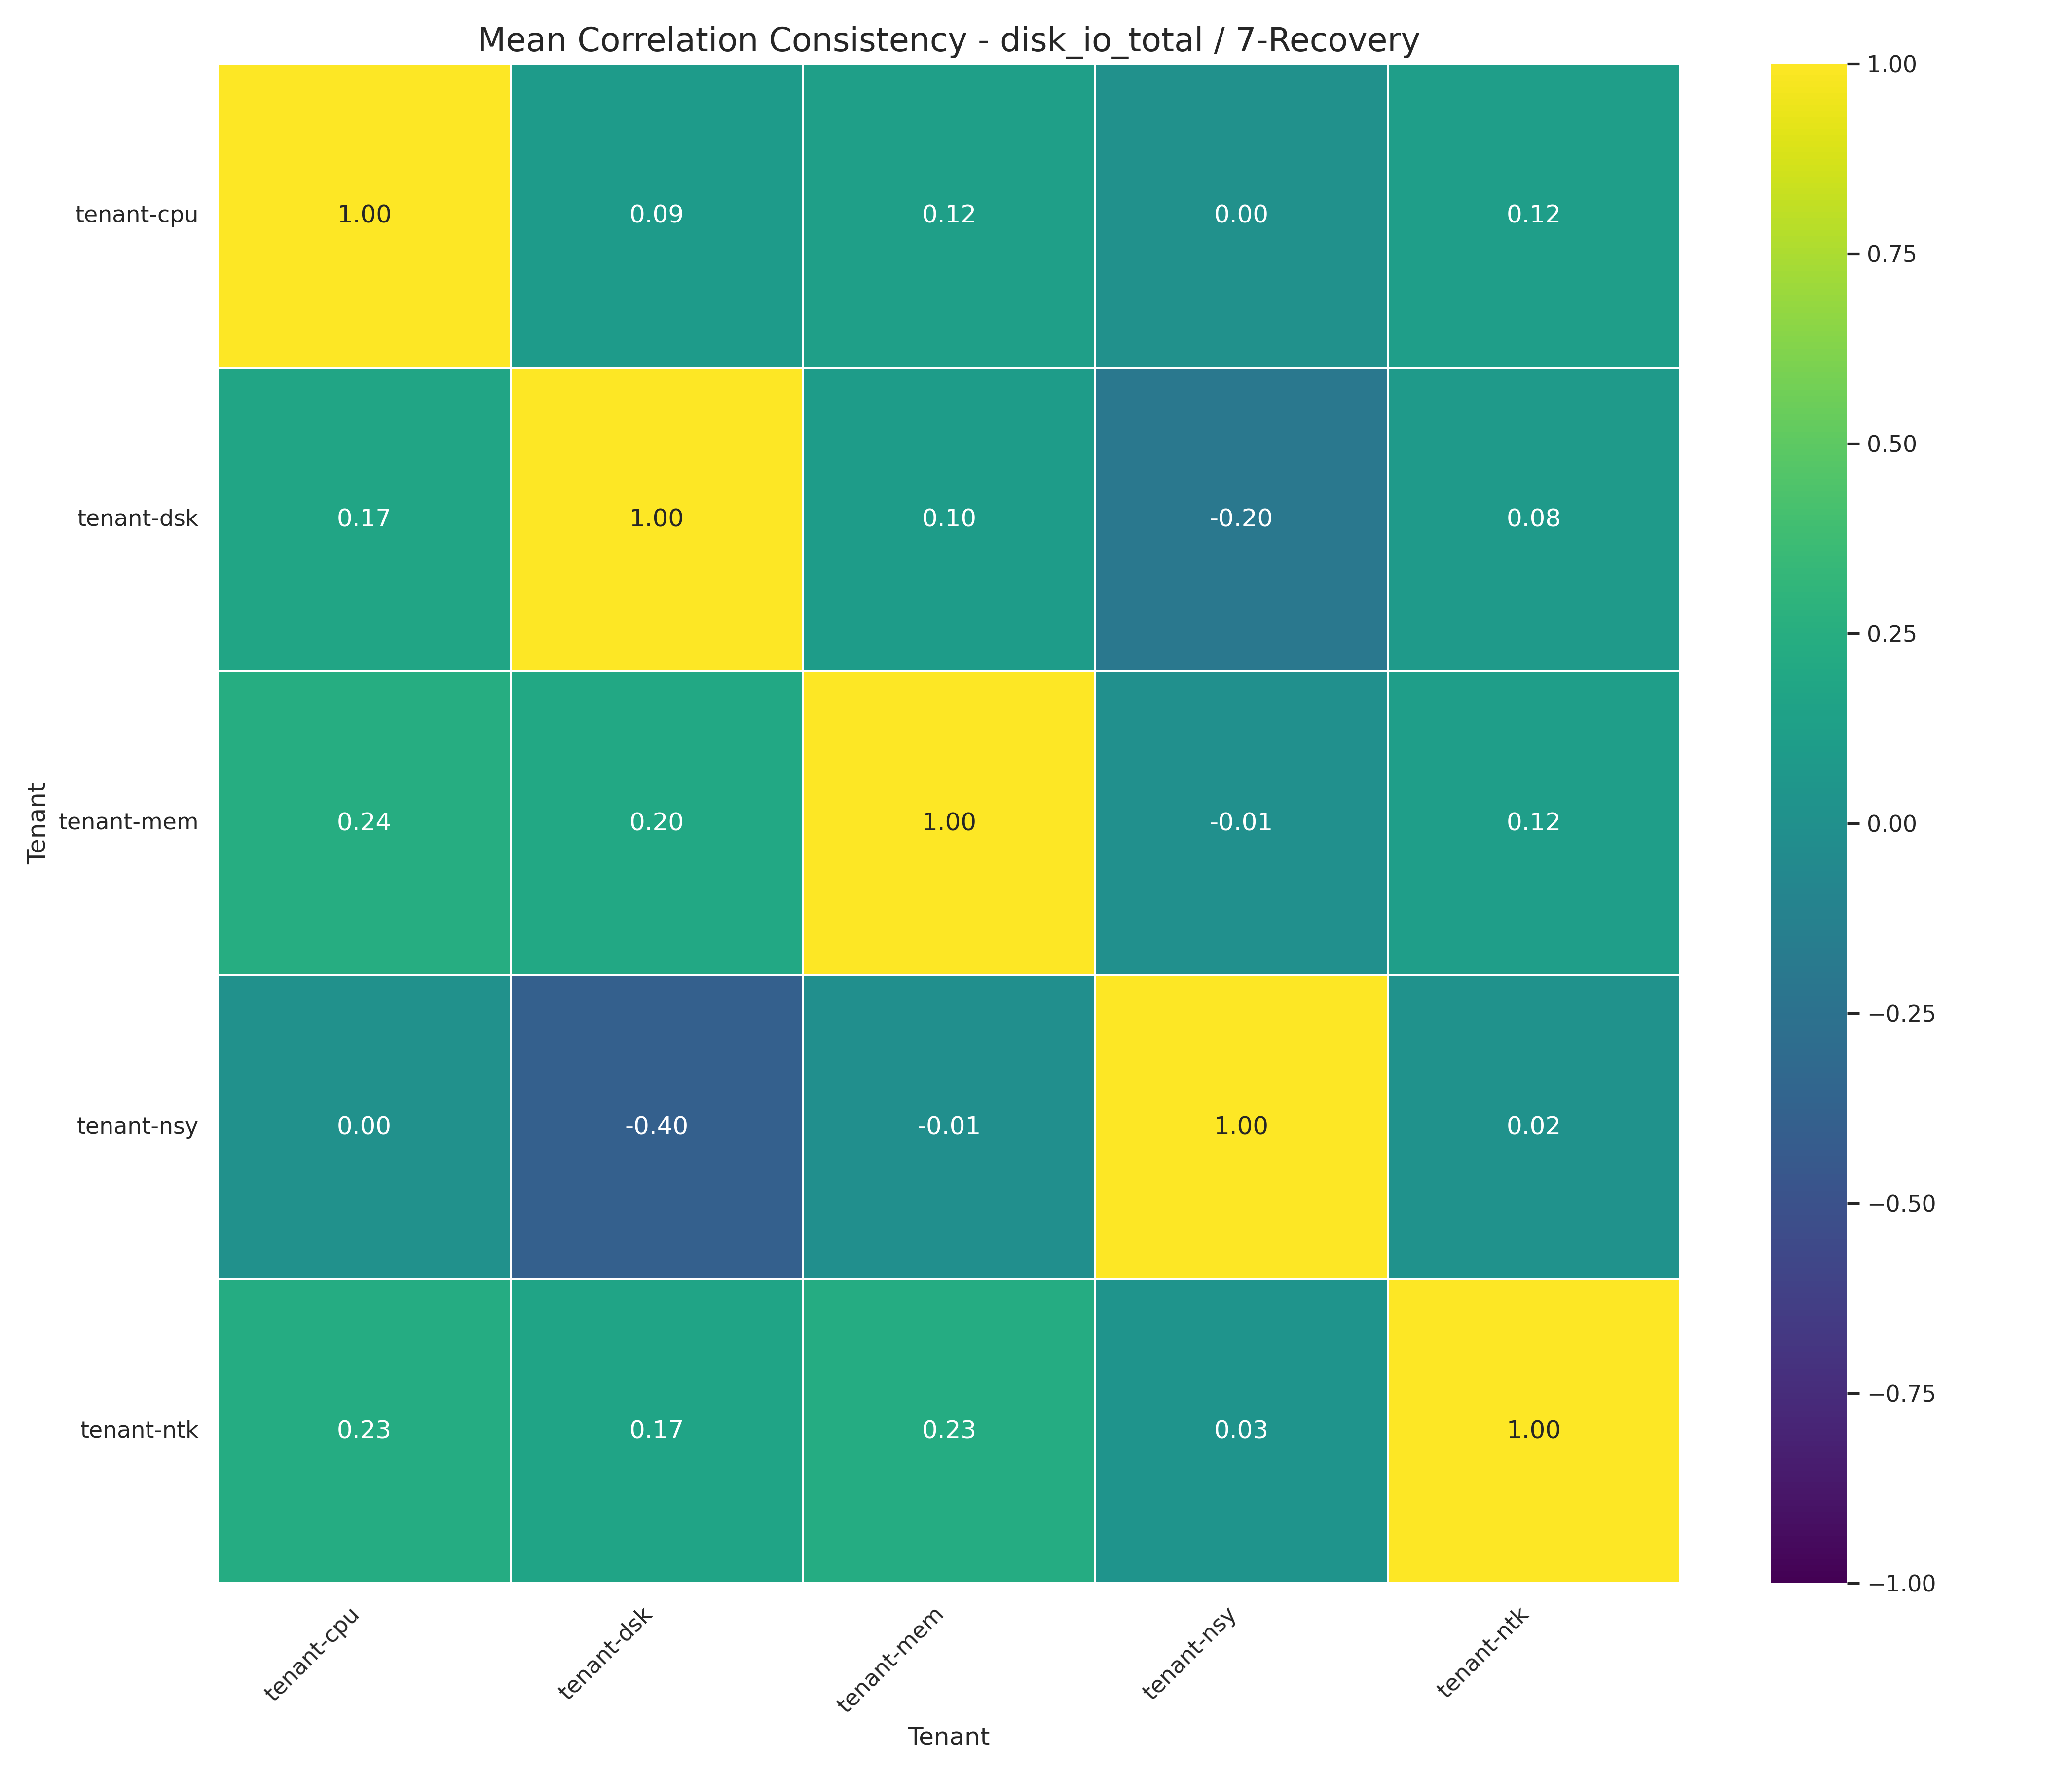 Mean Correlation Consistency - disk_io_total / 7-Recovery
tenant-cpu 1.00 0.09 0.12 0.00 0.12
tenant-dsk 0.17 1.00 0.10 -0.20 0.08
tenant-mem 0.24 0.20 1.00 -0.01 0.12
tenant-nsy 0.00 -0.40 -0.01 1.00 0.02
tenant-ntk 0.23 0.17 0.23 0.03 1.00
Tenant
tenant-cpu tenant-dsk tenant-mem tenant-nsy tenant-ntk
Tenant
1.00
0.75
0.50
0.25
0.00
−0.25
−0.50
−0.75
−1.00